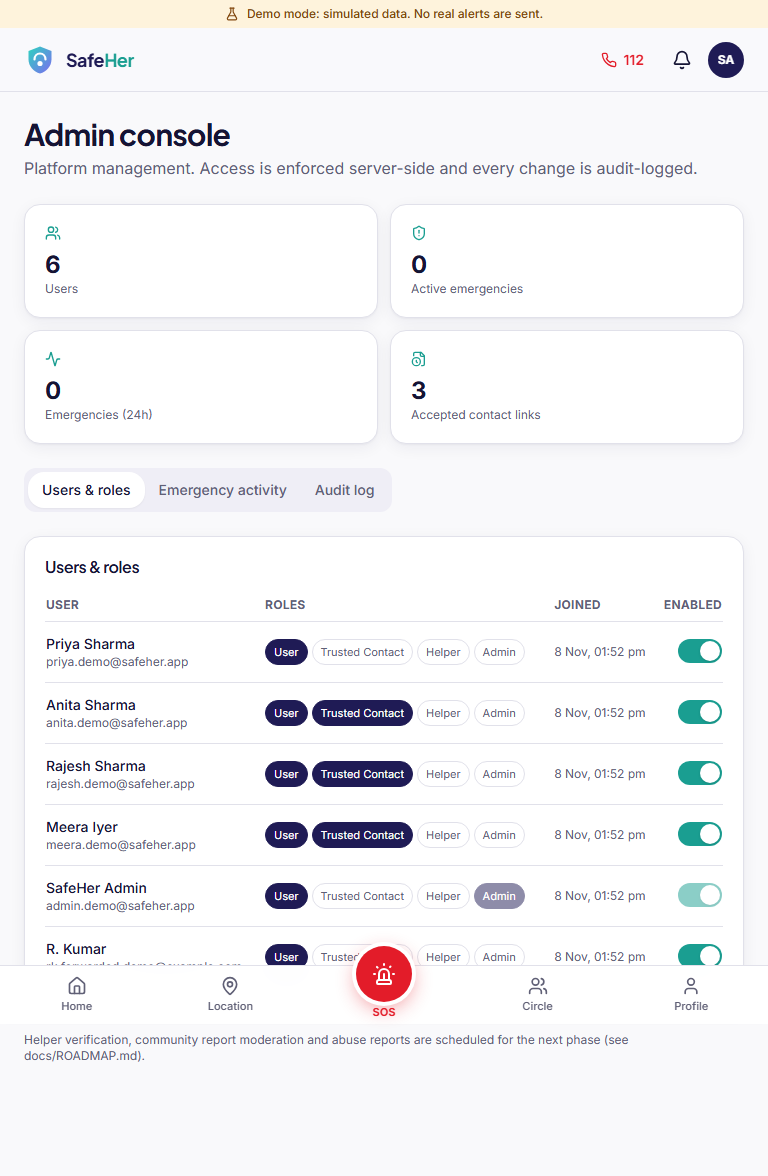 Demo mode: simulated data. No real alerts are sent.
SafeHer
112
SA
Admin console
Platform management. Access is enforced server-side and every change is audit-logged.
6
Users
0
Active emergencies
0
Emergencies (24h)
3
Accepted contact links
Users & roles Emergency activity Audit log
Users & roles
USER ROLES JOINED ENABLED
Priya Sharma
priya.demo@safeher.app
User Trusted Contact Helper Admin 8 Nov, 01:52 pm
Anita Sharma
anita.demo@safeher.app
User Trusted Contact Helper Admin 8 Nov, 01:52 pm
Rajesh Sharma
rajesh.demo@safeher.app
User Trusted Contact Helper Admin 8 Nov, 01:52 pm
Meera Iyer
meera.demo@safeher.app
User Trusted Contact Helper Admin 8 Nov, 01:52 pm
SafeHer Admin
admin.demo@safeher.app
User Trusted Contact Helper Admin 8 Nov, 01:52 pm
R. Kumar
User Helper Admin 8 Nov, 01:52 pm
Home Location SOS Circle Profile
Helper verification, community report moderation and abuse reports are scheduled for the next phase (see
docs/ROADMAP.md).